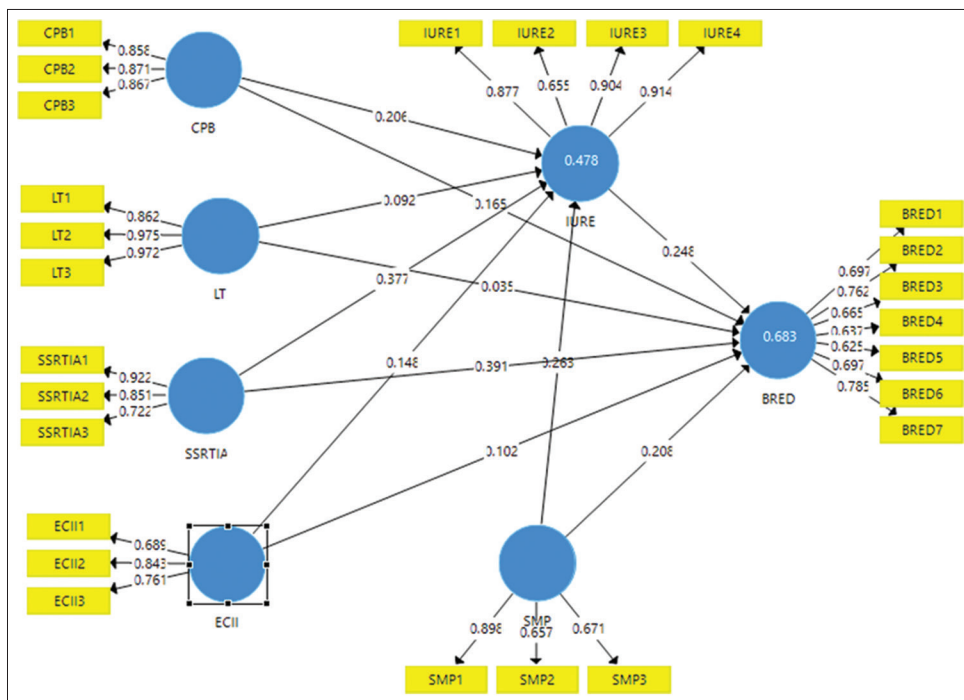 CPB1
CPB2
CPB3
0.858
0.871
0.867
CPB
IURE1
IURE2
IURE3
IURE4
0.877
0.655
0.904
0.914
0.478
IURE
0.206
0.165
LT1
LT2
LT3
0.862
0.975
0.972
LT
0.092
0.035
0.248
SSRTIA1
SSRTIA2
SSRTIA3
0.922
0.851
0.722
SSRTIA
0.377
0.391
ECII1
ECII2
ECII3
0.689
0.843
0.761
ECII
0.148
0.102
0.263
0.208
SMP
0.898
0.657
0.671
SMP1
SMP2
SMP3
0.683
BRED
0.697
0.762
0.665
0.637
0.625
0.697
0.785
BRED1
BRED2
BRED3
BRED4
BRED5
BRED6
BRED7